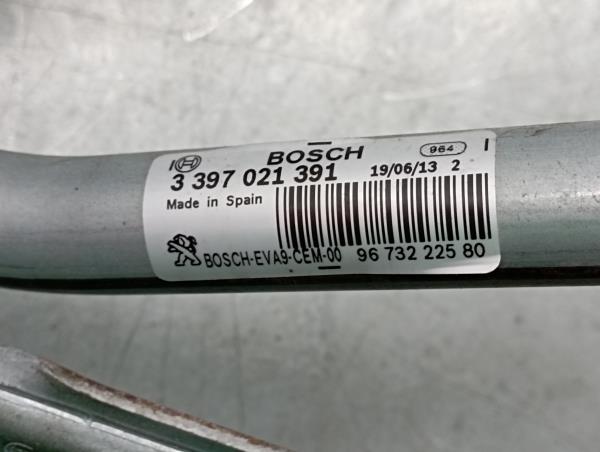 BOSCH 964
3 397 021 391 19/06/13 2
Made in Spain
BOSCH-EVA9-CEM-00 96 732 225 80